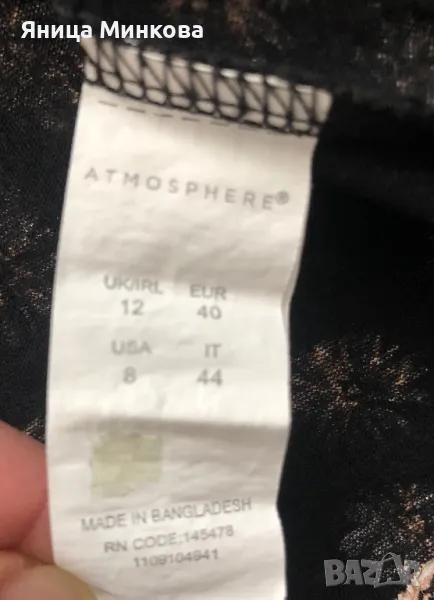 Яница Минкова
ATMOSPHERE®
UK/IRL EUR
12 40
USA IT
8 44
MADE IN BANGLADESH
RN CODE:145478
1109104941
BAZAR